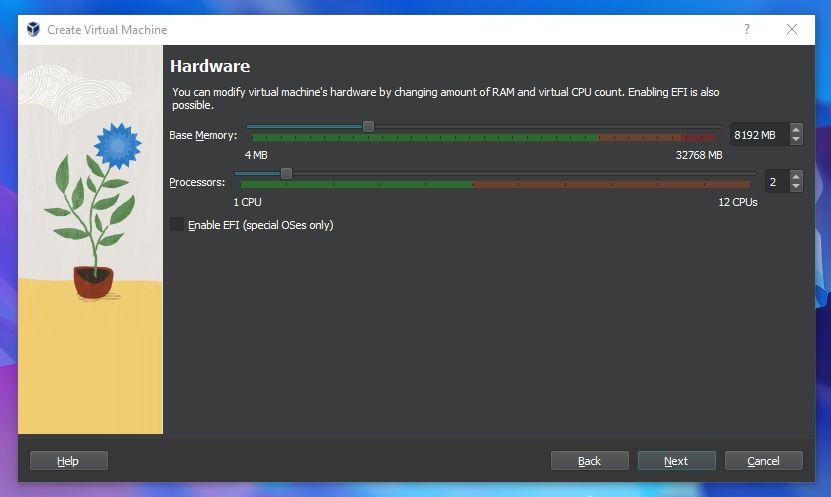 Create Virtual Machine
Hardware
You can modify virtual machine's hardware by changing amount of RAM and virtual CPU count. Enabling EFI is also
possible.
Base Memory: 8192 MB
4 MB 32768 MB
Processors: 2
1 CPU 12 CPUs
Enable EFI (special OSes only)
Help Back Next Cancel